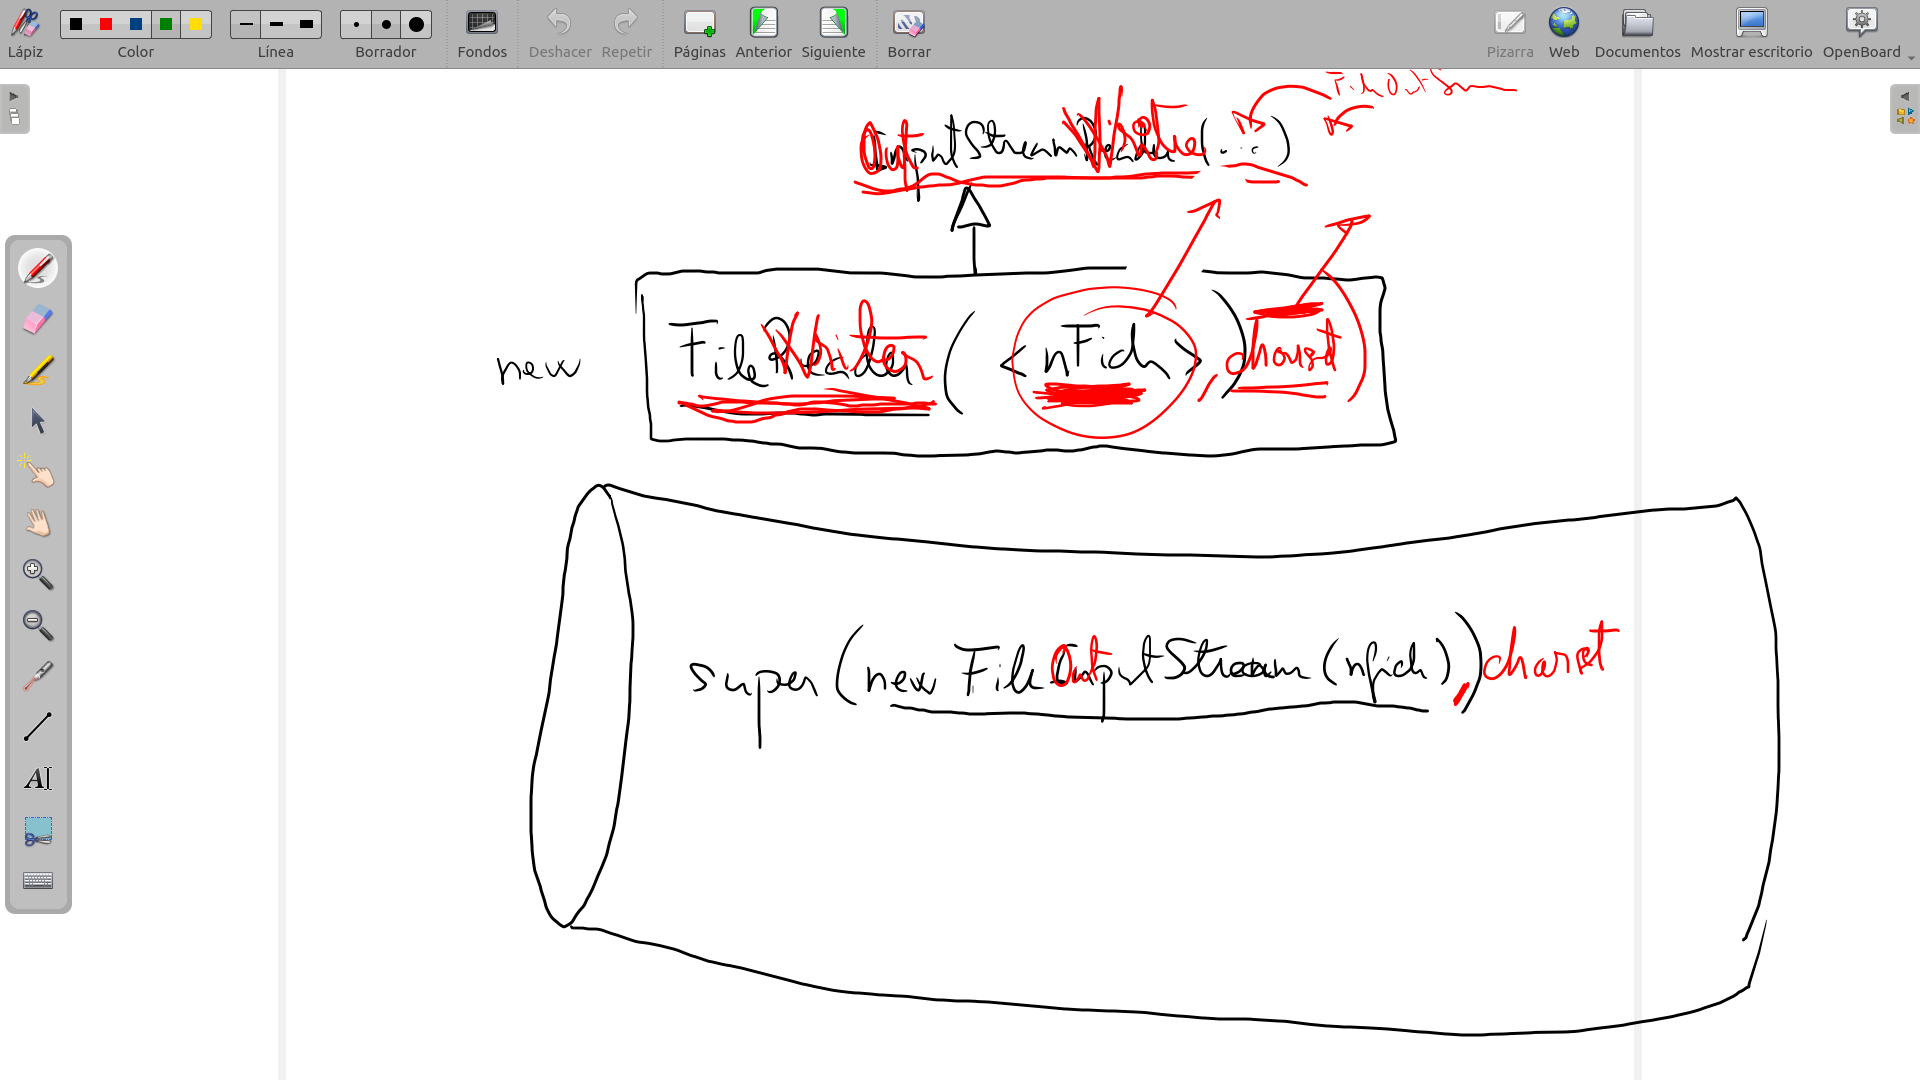 Lápiz Color Línea Borrador Fondos Deshacer Repetir Páginas Anterior Siguiente Borrar Pizarra Web Documentos Mostrar escritorio OpenBoard
FileOutSt
OutputStreamWriter(...)
new FileWriter( <nFich> ) , charset )
super (new FileOutputStream (nfich) , ) charset